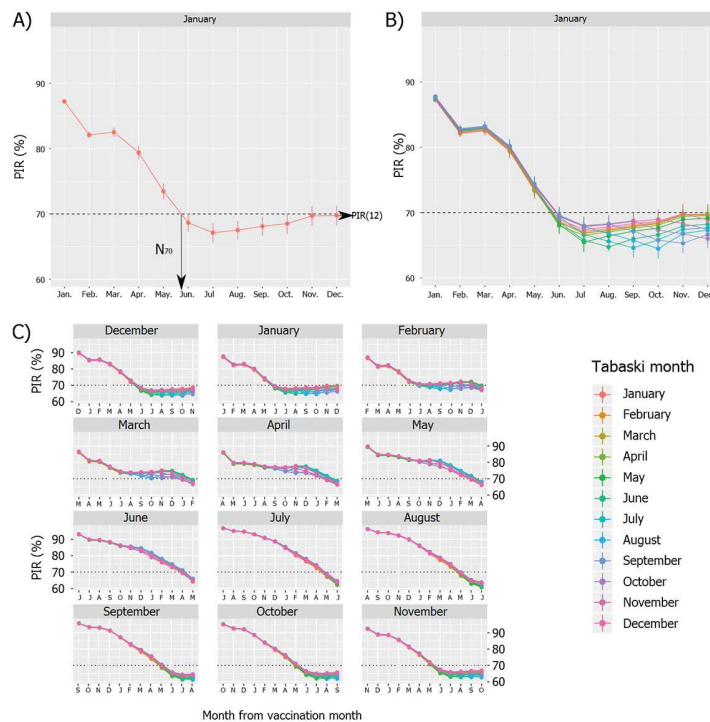 A)
January
PIR (%)
90
80
70
60
PIR(12)
N70
Jan. Feb. Mar. Apr. May. Jun. Jul Aug. Sep. Oct. Nov. Dec.
B)
January
PIR (%)
90
80
70
60
Jan. Feb. Mar. Apr. May. Jun. Jul. Aug. Sep. Oct. Nov. Dec.
C)
December January February
PIR (%)
90
80
70
60
D J F M A M J J A S O N
J F M A M J J A S O N D
F M A M J J A S O N D J
March April May
90
80
70
60
M A M J J A S O N D J F
A M J J A S O N D J F M
M J J A S O N D J F M A
June July August
PIR (%)
90
80
70
60
J J A S O N D J F M A M
J A S O N D J F M A M J
A S O N D J F M A M J J
September October November
90
80
70
60
S O N D J F M A M J J A
O N D J F M A M J J A S
N D J F M A M J J A S O
Month from vaccination month
Tabaski month
January
February
March
April
May
June
July
August
September
October
November
December